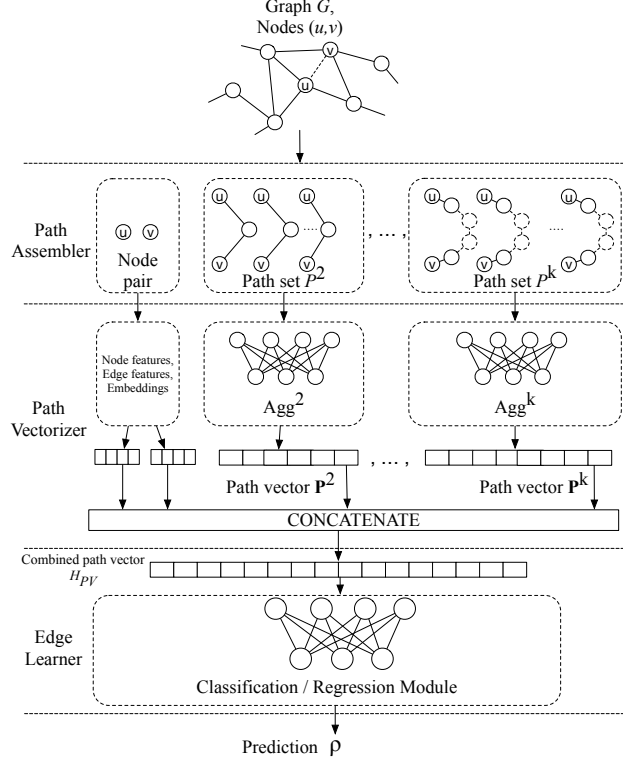 Graph G,
Nodes (u,v)
v
u
Path
Assembler
u v
Node
pair
u u u
......
v v v
Path set P²
, ... ,
u u u
......
v v v
Path set Pᵏ
Path
Vectorizer
Node features,
Edge features,
Embeddings
Agg²
Aggᵏ
, ... ,
Path vector P²
Path vector Pᵏ
CONCATENATE
Combined path vector
H_PV
Edge
Learner
Classification / Regression Module
Prediction ρ